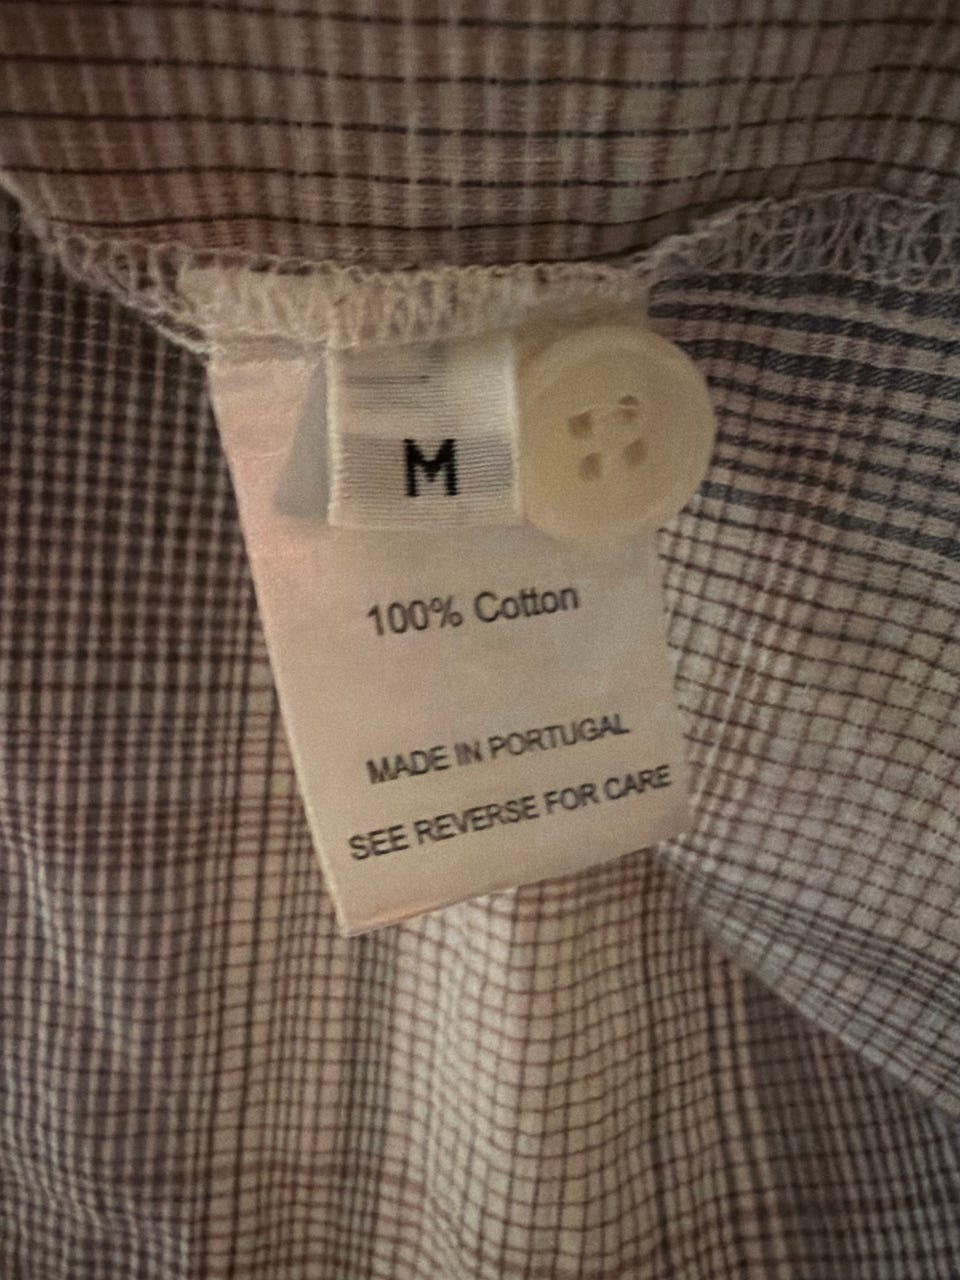 M
100% Cotton
MADE IN PORTUGAL
SEE REVERSE FOR CARE